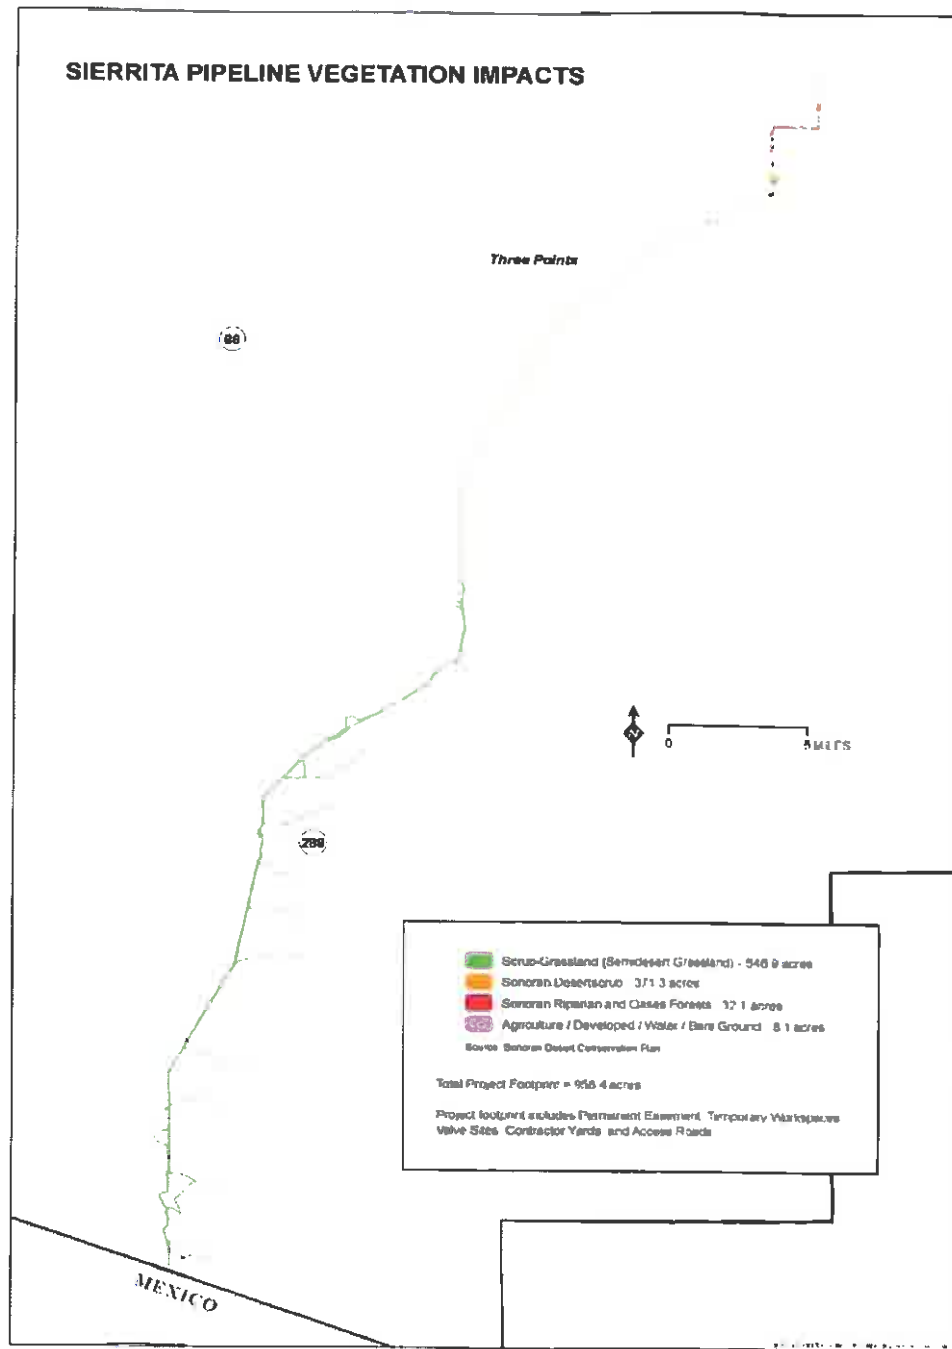 SIERRITA PIPELINE VEGETATION IMPACTS
Three Points
86
0 5 MILES
289
Scrub-Grassland (Semidesert Grassland) - 546.9 acres
Sonoran Desertscrub 371.3 acres
Sonoran Riparian and Oases Forests 32.1 acres
Agriculture / Developed / Water / Bare Ground 8.1 acres
Source Sonoran Desert Conservation Plan
Total Project Footprint = 958.4 acres
Project footprint includes Permanent Easement Temporary Workspaces
Valve Sites Contractor Yards and Access Roads
MEXICO